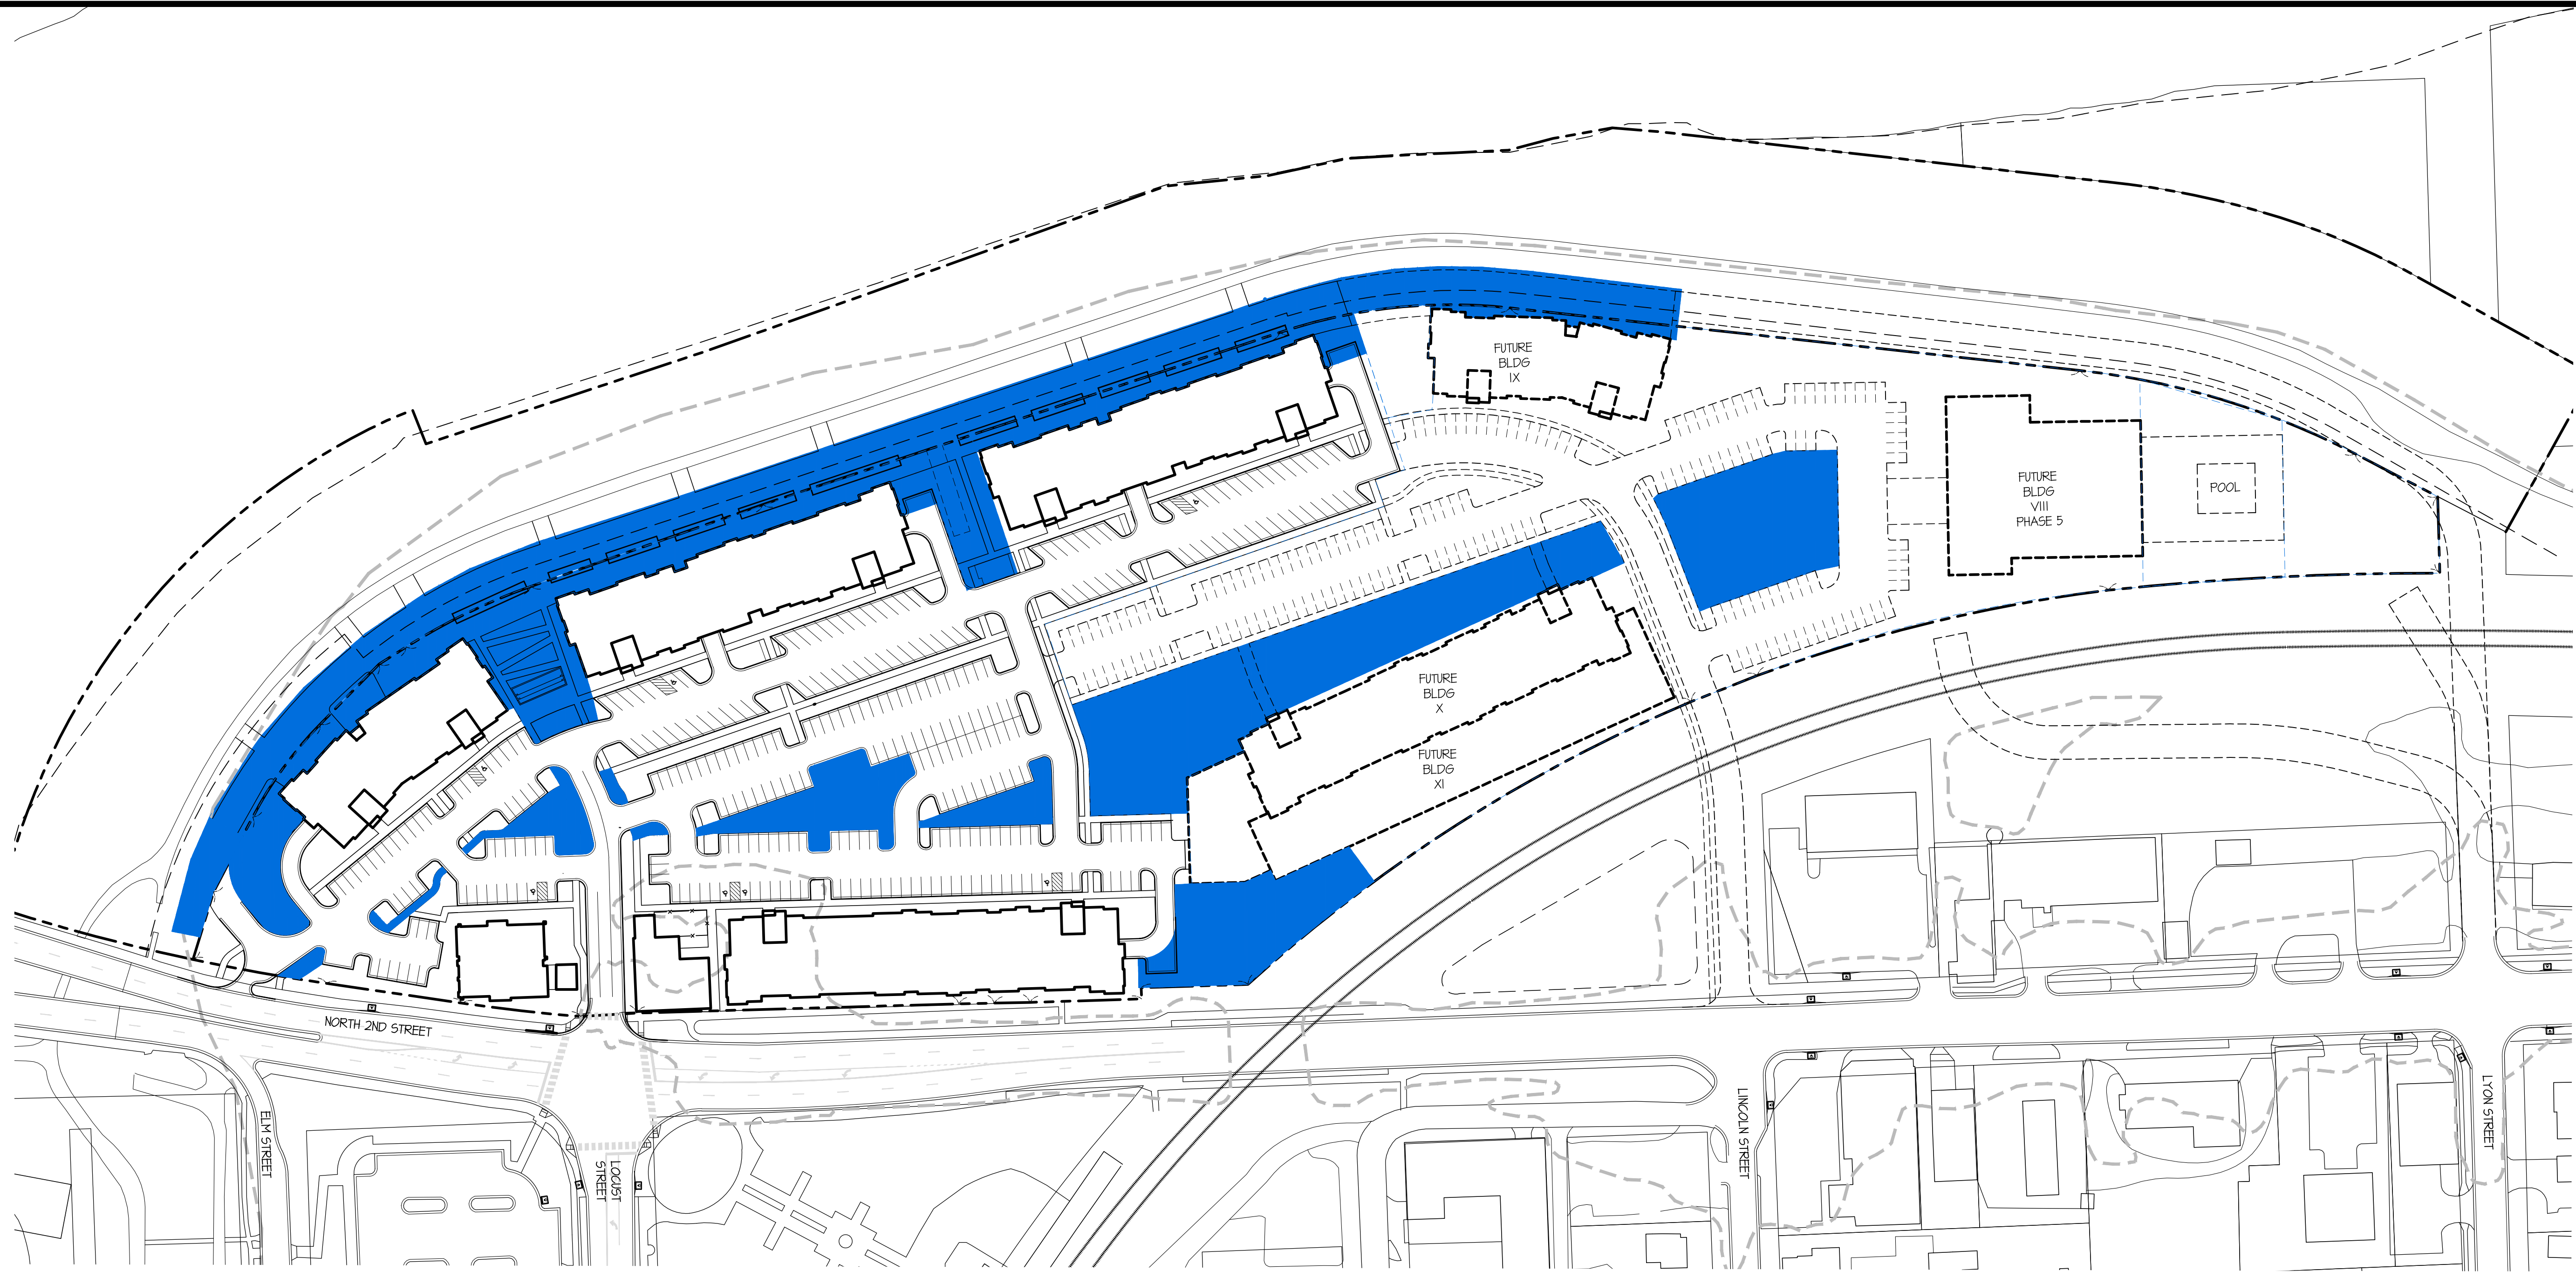 FUTURE
BLDG
IX
FUTURE
BLDG
VIII
PHASE 5
POOL
FUTURE
BLDG
X
FUTURE
BLDG
XI
NORTH 2ND STREET
ELM STREET
LOCUST
STREET
LINCOLN STREET
LYON STREET